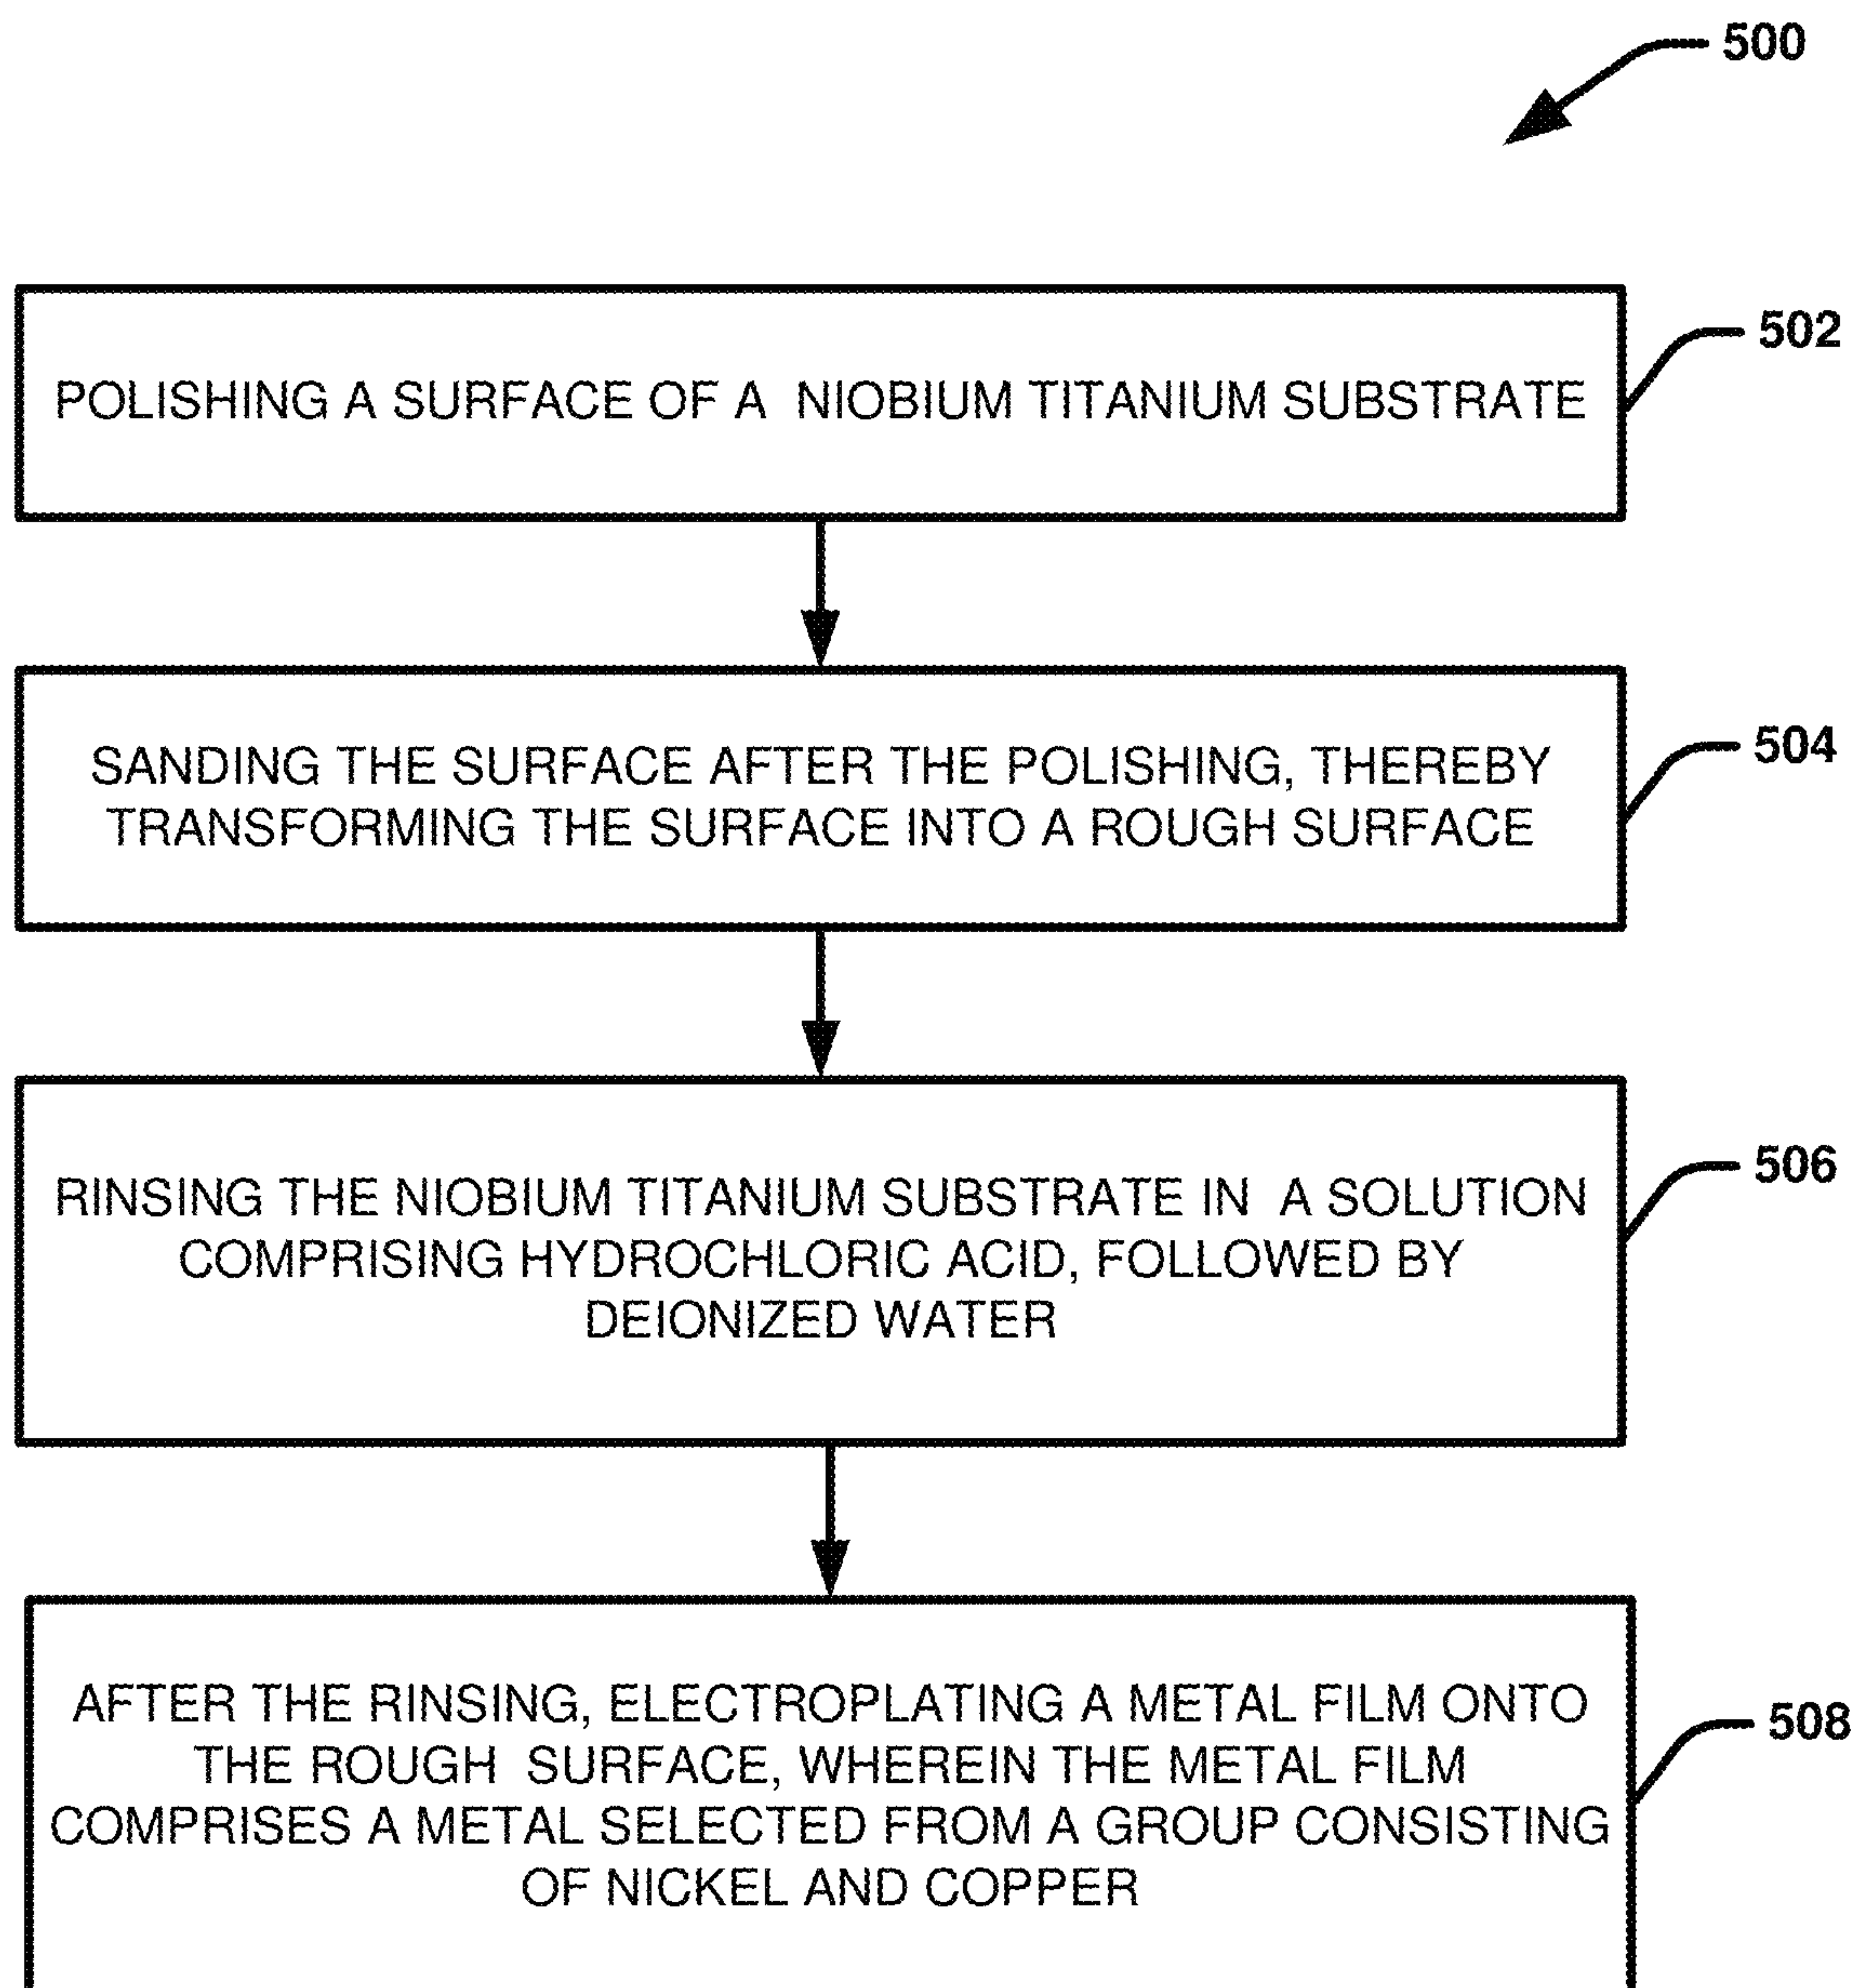 500
502
POLISHING A SURFACE OF A NIOBIUM TITANIUM SUBSTRATE
504
SANDING THE SURFACE AFTER THE POLISHING, THEREBY
TRANSFORMING THE SURFACE INTO A ROUGH SURFACE
506
RINSING THE NIOBIUM TITANIUM SUBSTRATE IN A SOLUTION
COMPRISING HYDROCHLORIC ACID, FOLLOWED BY
DEIONIZED WATER
508
AFTER THE RINSING, ELECTROPLATING A METAL FILM ONTO
THE ROUGH SURFACE, WHEREIN THE METAL FILM
COMPRISES A METAL SELECTED FROM A GROUP CONSISTING
OF NICKEL AND COPPER